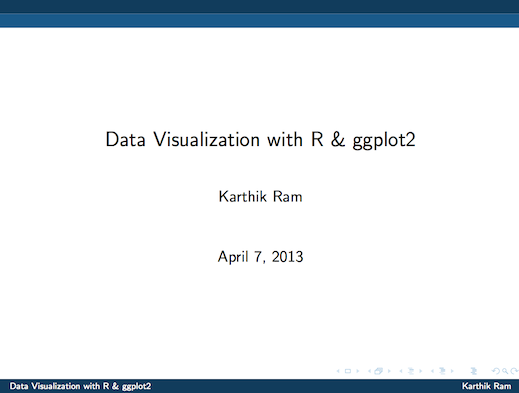 Data Visualization with R & ggplot2
Karthik Ram
April 7, 2013
Data Visualization with R & ggplot2 Karthik Ram